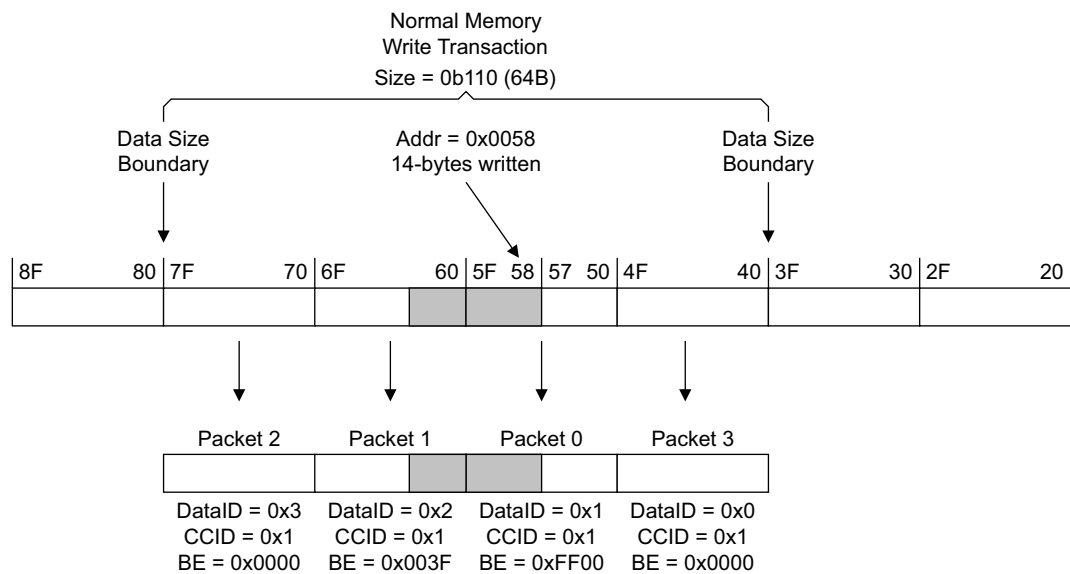 Normal Memory
Write Transaction
Size = 0b110 (64B)
Data Size
Boundary
Addr = 0x0058
14-bytes written
Data Size
Boundary
8F 80 7F 70 6F 60 5F 58 57 50 4F 40 3F 30 2F 20
Packet 2 Packet 1 Packet 0 Packet 3
DataID = 0x3 DataID = 0x2 DataID = 0x1 DataID = 0x0
CCID = 0x1 CCID = 0x1 CCID = 0x1 CCID = 0x1
BE = 0x0000 BE = 0x003F BE = 0xFF00 BE = 0x0000